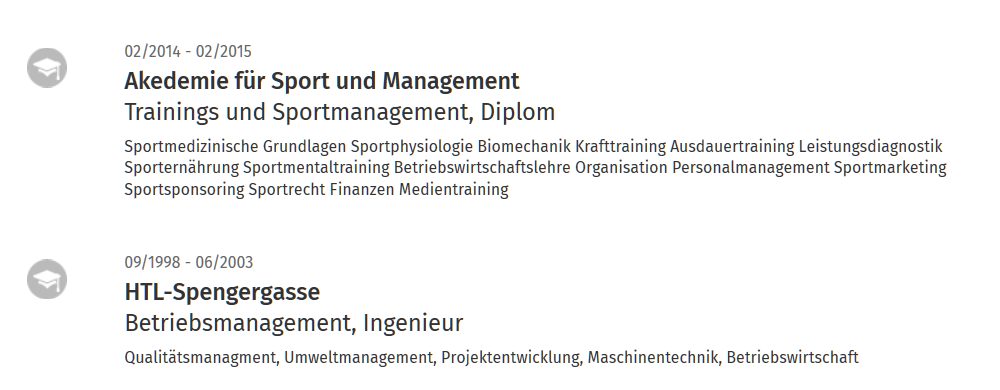 02/2014 - 02/2015
Akedemie für Sport und Management
Trainings und Sportmanagement, Diplom
Sportmedizinische Grundlagen Sportphysiologie Biomechanik Krafttraining Ausdauertraining Leistungsdiagnostik
Sporternährung Sportmentaltraining Betriebswirtschaftslehre Organisation Personalmanagement Sportmarketing
Sportsponsoring Sportrecht Finanzen Medientraining
09/1998 - 06/2003
HTL-Spengergasse
Betriebsmanagement, Ingenieur
Qualitätsmanagment, Umweltmanagement, Projektentwicklung, Maschinentechnik, Betriebswirtschaft